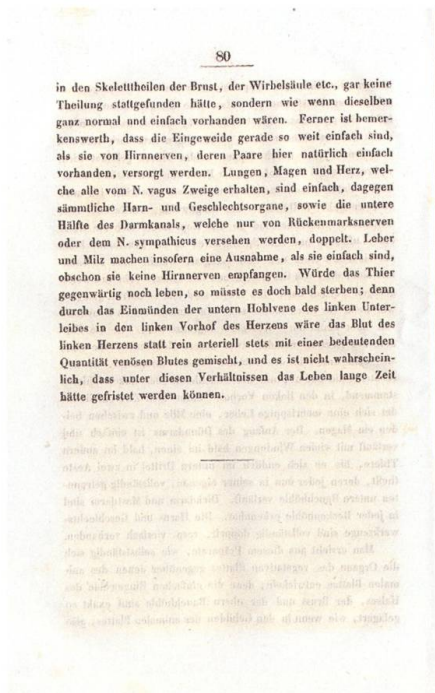 80
in den Skeletttheilen der Brust, der Wirbelsäule etc., gar keine
Theilung stattgefunden hätte, sondern wie wenn dieselben
ganz normal und einfach vorhanden wären. Ferner ist bemer-
kenswerth, dass die Eingeweide gerade so weit einfach sind,
als sie von Hirnnerven, deren Paare hier natürlich einfach
vorhanden, versorgt werden. Lungen, Magen und Herz, wel-
che alle vom N. vagus Zweige erhalten, sind einfach, dagegen
sämmtliche Harn- und Geschlechtsorgane, sowie die untere
Hälfte des Darmkanals, welche nur von Rückenmarksnerven
oder dem N. sympathicus versehen werden, doppelt. Leber
und Milz machen insofern eine Ausnahme, als sie einfach sind,
obschon sie keine Hirnnerven empfangen. Würde das Thier
gegenwärtig noch leben, so müsste es doch bald sterben; denn
durch das Einmünden der untern Hohlvene des linken Unter-
leibes in den linken Vorhof des Herzens wäre das Blut des
linken Herzens statt rein arteriell stets mit einer bedeutenden
Quantität venösen Blutes gemischt, und es ist nicht wahrschein-
lich, dass unter diesen Verhältnissen das Leben lange Zeit
hätte gefristet werden können.